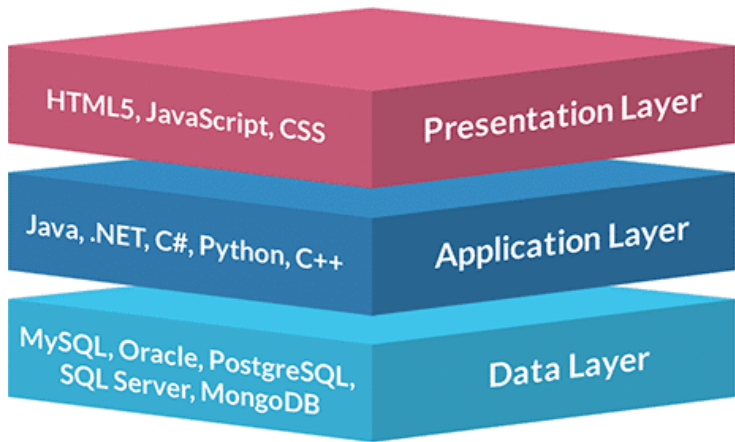 HTML5, JavaScript, CSS
Presentation Layer
Java, .NET, C#, Python, C++
Application Layer
MySQL, Oracle, PostgreSQL,
SQL Server, MongoDB
Data Layer